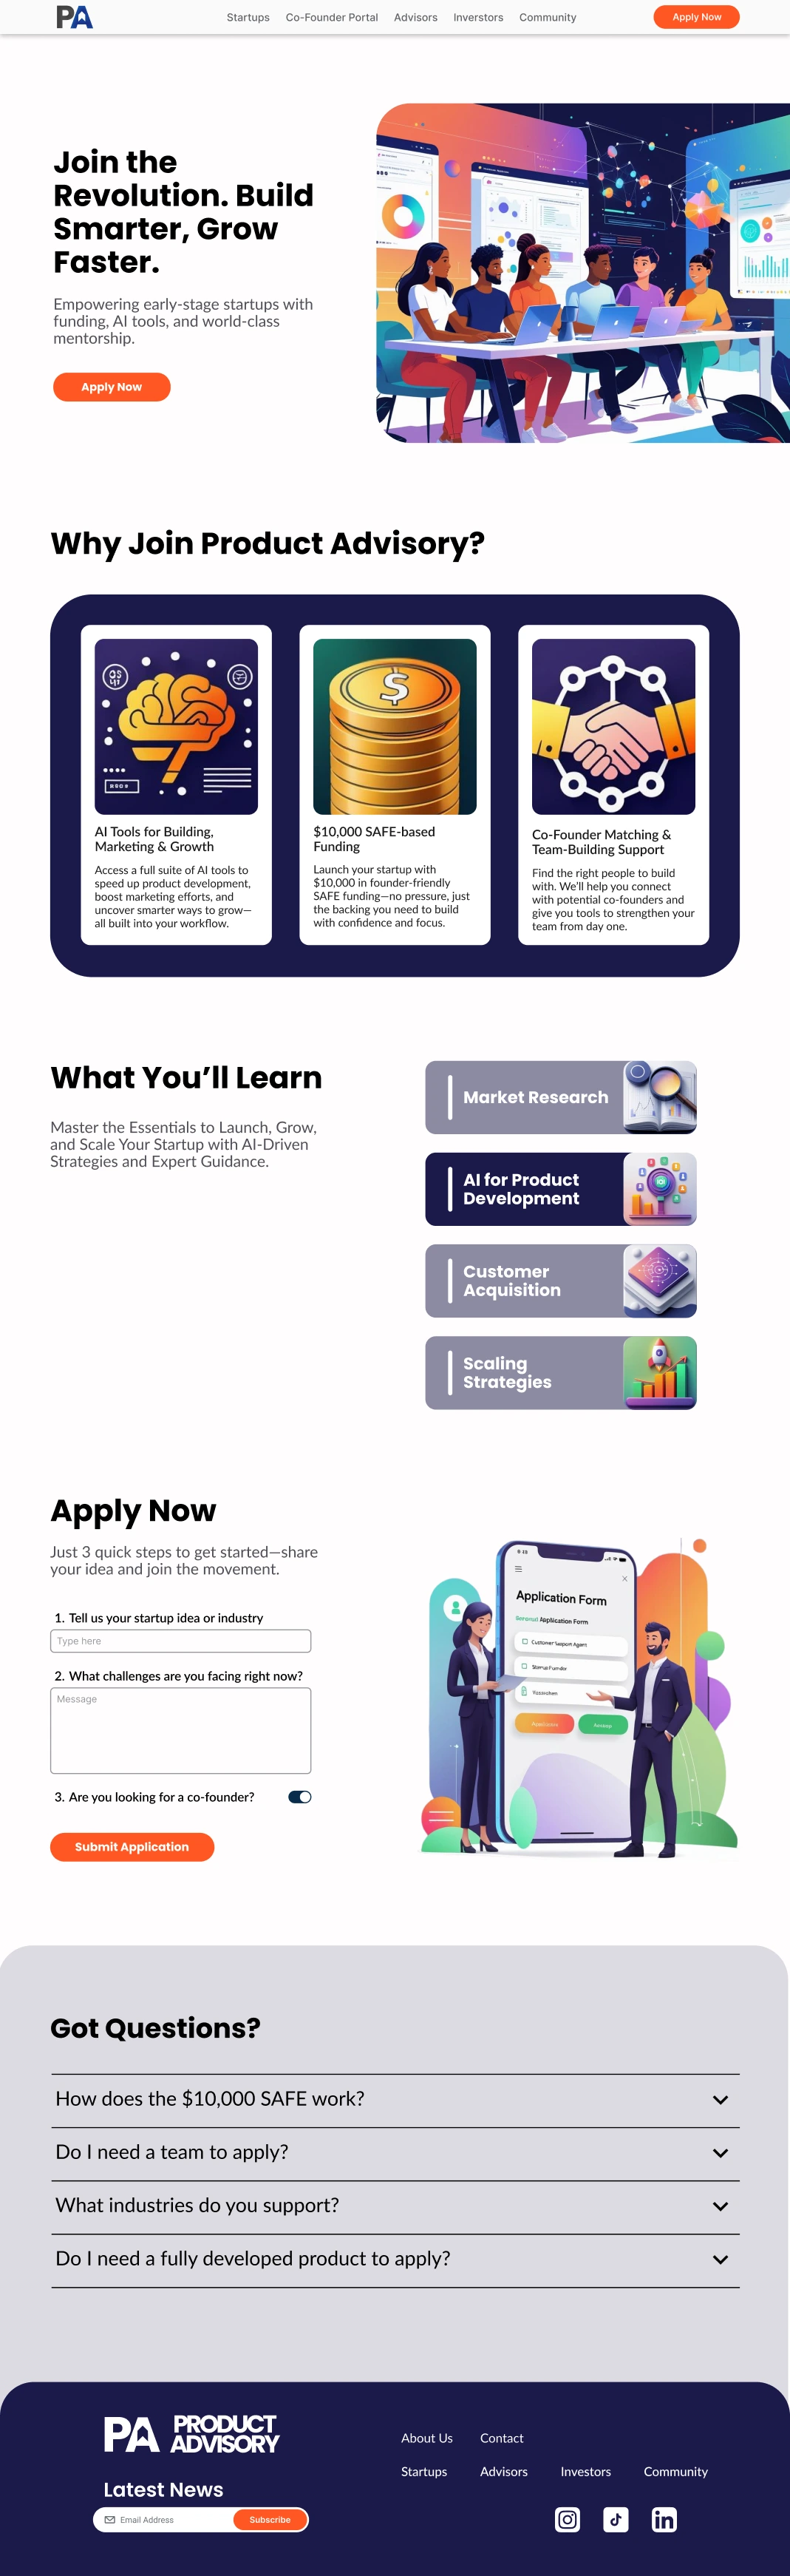 PA
Startups Co-Founder Portal Advisors Inverstors Community
Apply Now
Join the
Revolution. Build
Smarter, Grow
Faster.
Empowering early-stage startups with
funding, AI tools, and world-class
mentorship.
Apply Now
Why Join Product Advisory?
AI Tools for Building,
Marketing & Growth
Access a full suite of AI tools to
speed up product development,
boost marketing efforts, and
uncover smarter ways to grow—
all built into your workflow.
$
$10,000 SAFE-based
Funding
Launch your startup with
$10,000 in founder-friendly
SAFE funding—no pressure, just
the backing you need to build
with confidence and focus.
Co-Founder Matching &
Team-Building Support
Find the right people to build
with. We’ll help you connect
with potential co-founders and
give you tools to strengthen your
team from day one.
What You’ll Learn
Master the Essentials to Launch, Grow,
and Scale Your Startup with AI-Driven
Strategies and Expert Guidance.
Market Research
AI for Product
Development
Customer
Acquisition
Scaling
Strategies
Apply Now
Just 3 quick steps to get started—share
your idea and join the movement.
1. Tell us your startup idea or industry
Type here
2. What challenges are you facing right now?
Message
3. Are you looking for a co-founder?
Submit Application
Application Form
Application Form
Customer Support Agent
Got Questions?
How does the $10,000 SAFE work?
Do I need a team to apply?
What industries do you support?
Do I need a fully developed product to apply?
PA PRODUCT
ADVISORY
Latest News
Email Address
Subscribe
About Us Contact
Startups Advisors Investors Community
in